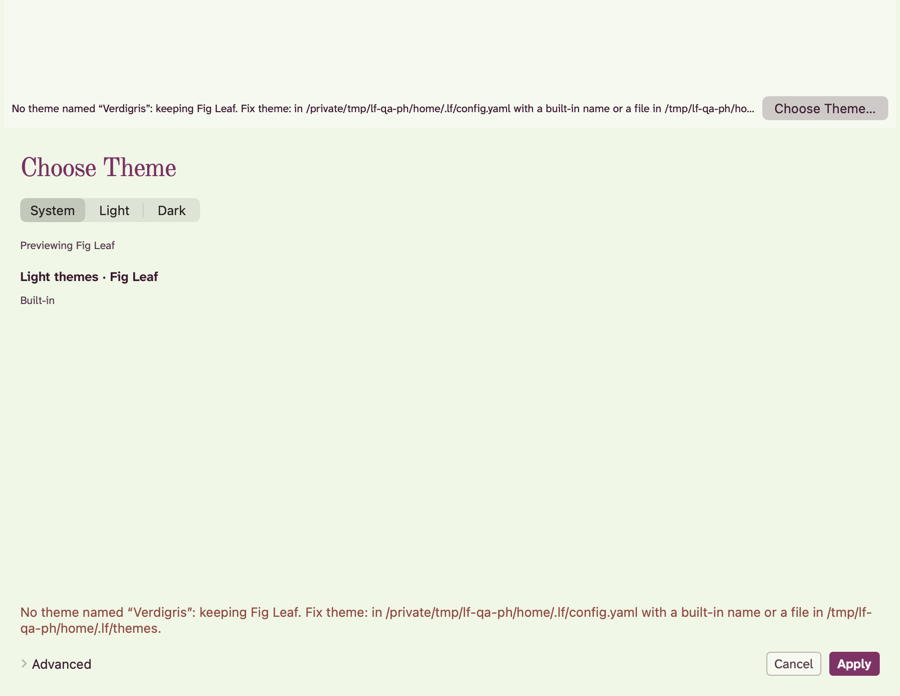 No theme named “Verdigris”: keeping Fig Leaf. Fix theme: in /private/tmp/lf-qa-ph/home/.lf/config.yaml with a built-in name or a file in /tmp/lf-qa-ph/ho...
Choose Theme...
Choose Theme
System
Light
Dark
Previewing Fig Leaf
Light themes · Fig Leaf
Built-in
No theme named “Verdigris”: keeping Fig Leaf. Fix theme: in /private/tmp/lf-qa-ph/home/.lf/config.yaml with a built-in name or a file in /tmp/lf-
qa-ph/home/.lf/themes.
Advanced
Cancel
Apply